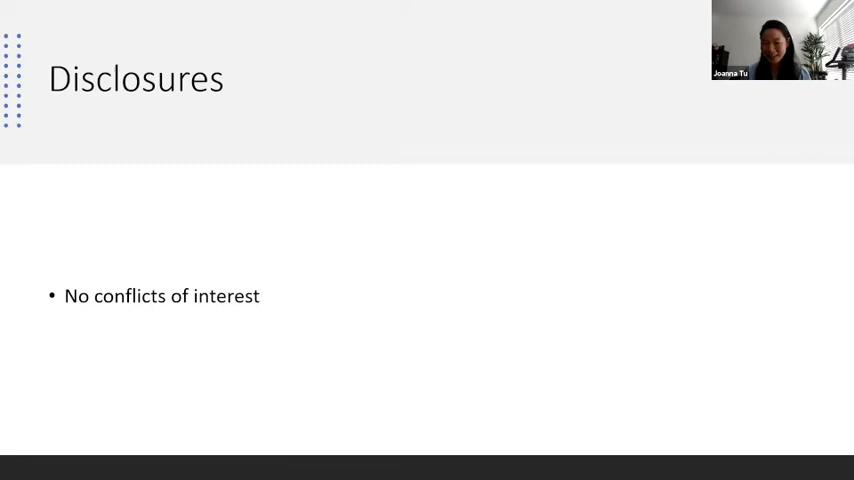 Disclosures
Joanna Tu
• No conflicts of interest